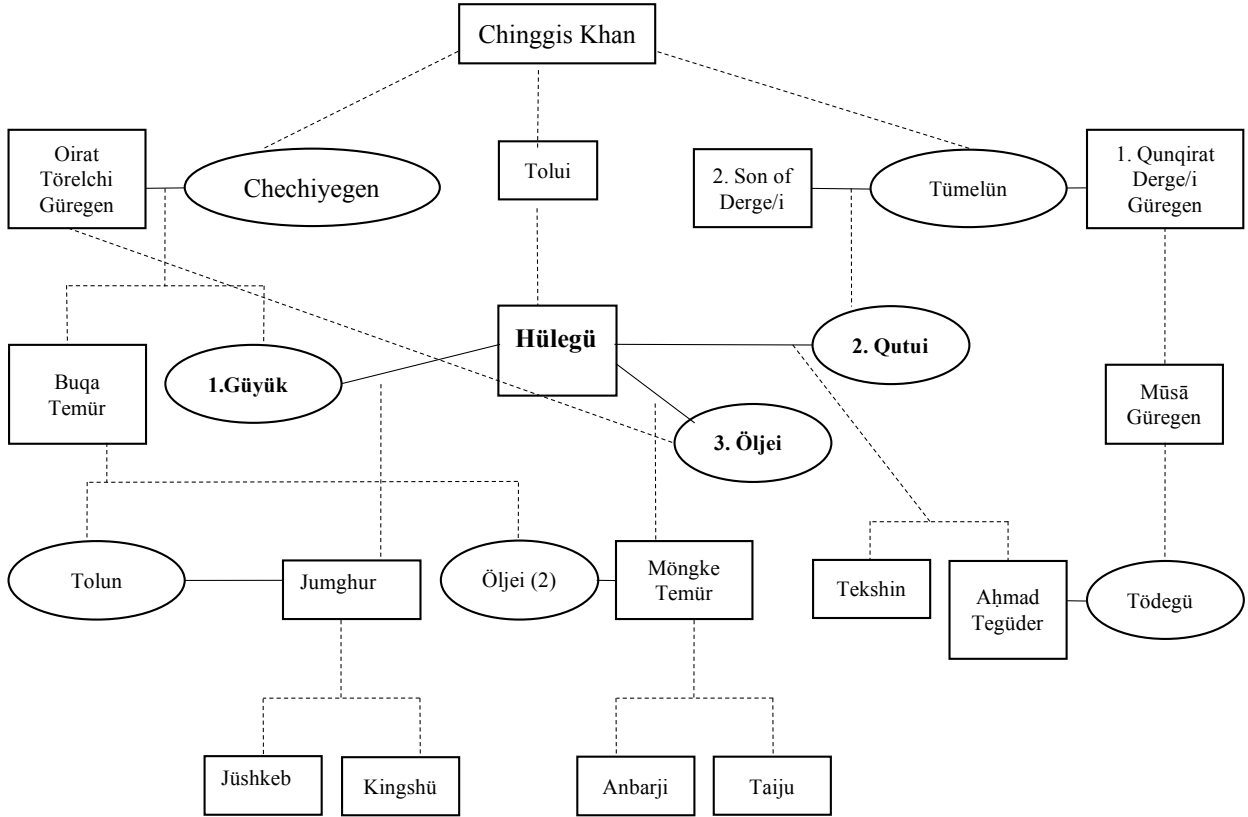 Chinggis Khan
Oirat
Törelchi
Güregen
Chechiyegen
Tolui
2. Son of
Derge/i
Tümelün
1. Qunqirat
Derge/i
Güregen
Hülegü
Buqa
Temür
1.Güyük
2. Qutui
3. Öljei
Mūsā
Güregen
Tolun
Jumghur
Öljei (2)
Möngke
Temür
Tekshin
Aḥmad
Tegüder
Tödegü
Jüshkeb
Kingshü
Anbarji
Taiju